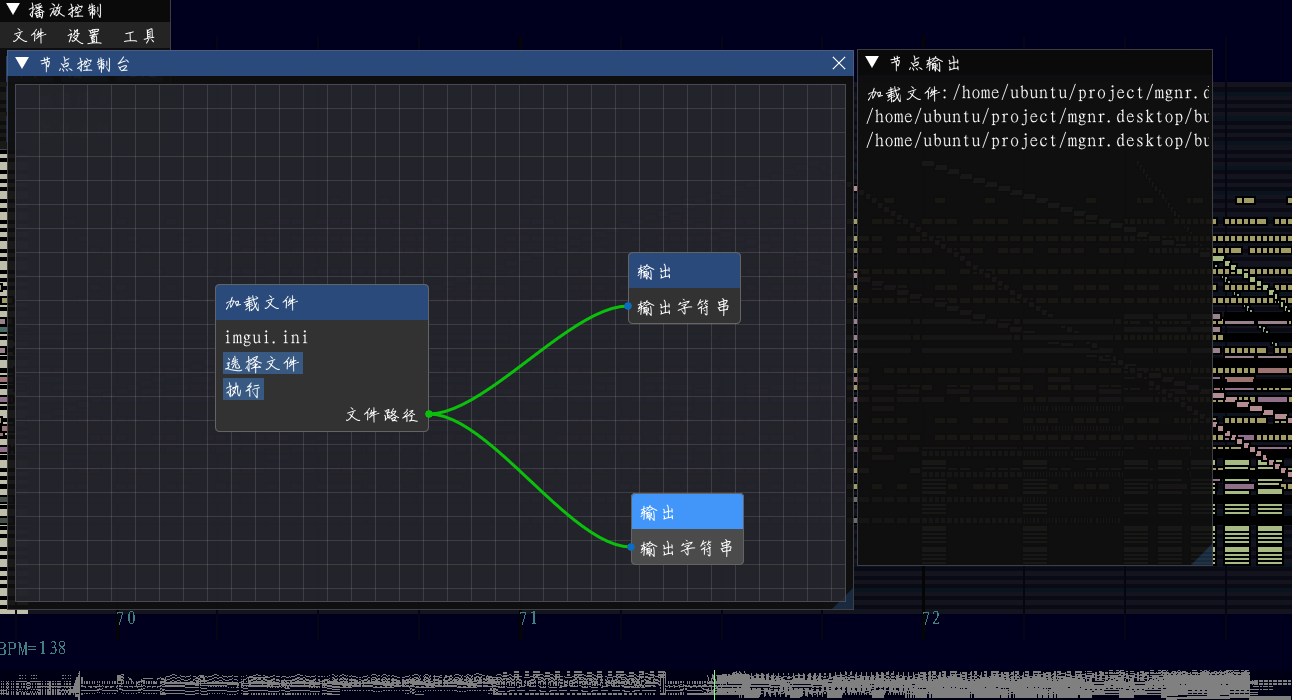 播放控制
文件 设置 工具
节点控制台
加载文件
imgui.ini
选择文件
执行
文件路径
输出
输出字符串
输出
输出字符串
节点输出
加载文件:/home/ubuntu/project/mgnr.d
/home/ubuntu/project/mgnr.desktop/bu
/home/ubuntu/project/mgnr.desktop/bu
70 71 72
BPM=138